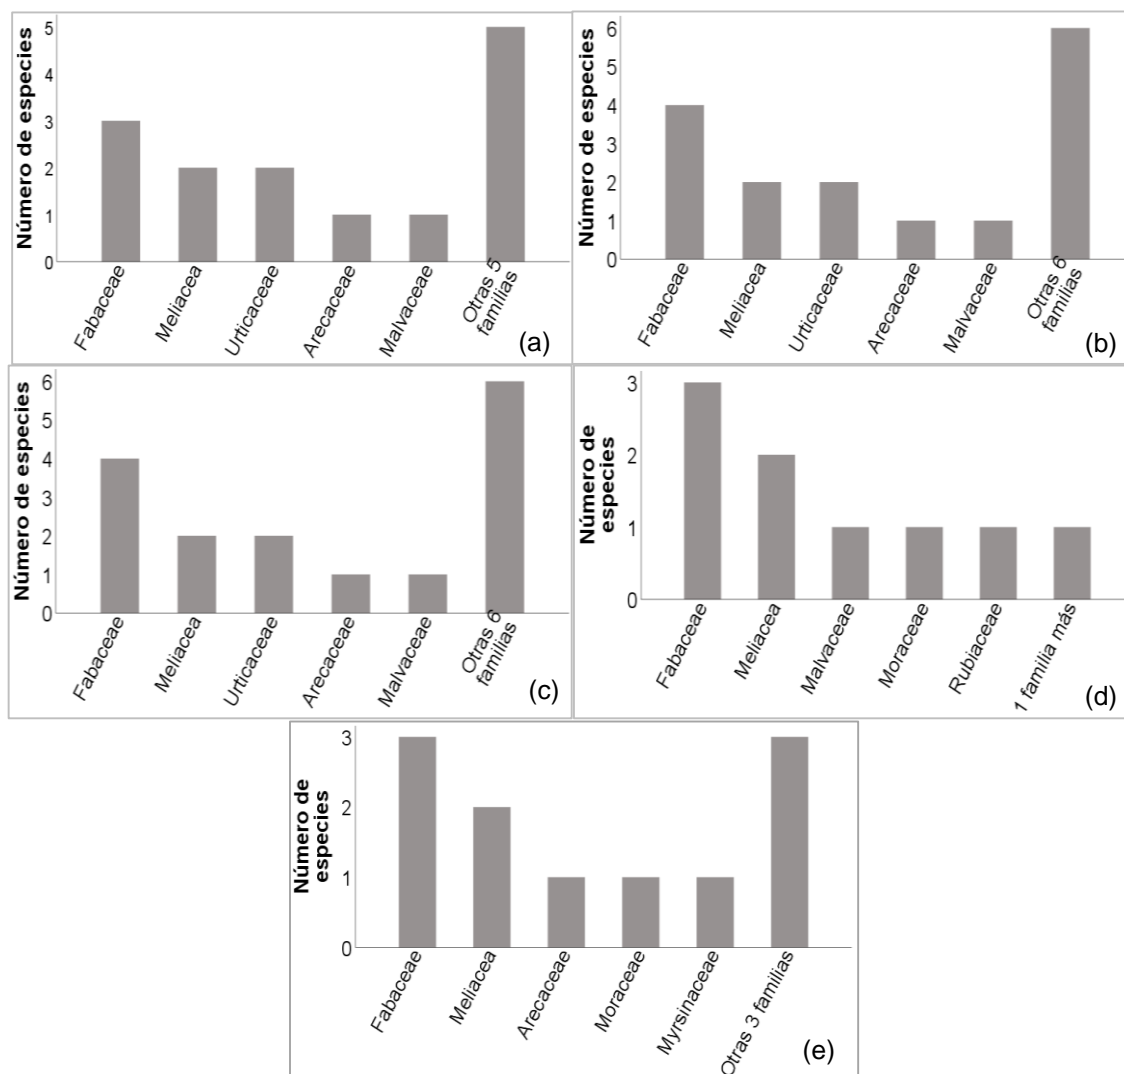 Número de especies
5
4
3
2
1
0
Fabaceae
Meliacea
Urticaceae
Arecaceae
Malvaceae
Otras 5
familias
(a)
Número de especies
6
5
4
3
2
1
0
Fabaceae
Meliacea
Urticaceae
Arecaceae
Malvaceae
Otras 6
familias
(b)
Número de especies
6
5
4
3
2
1
0
Fabaceae
Meliacea
Urticaceae
Arecaceae
Malvaceae
Otras 6
familias
(c)
Número de
especies
3
2
1
0
Fabaceae
Meliacea
Malvaceae
Moraceae
Rubiaceae
1 familia más
(d)
Número de
especies
3
2
1
0
Fabaceae
Meliacea
Arecaceae
Moraceae
Myrsinaceae
Otras 3 familias
(e)